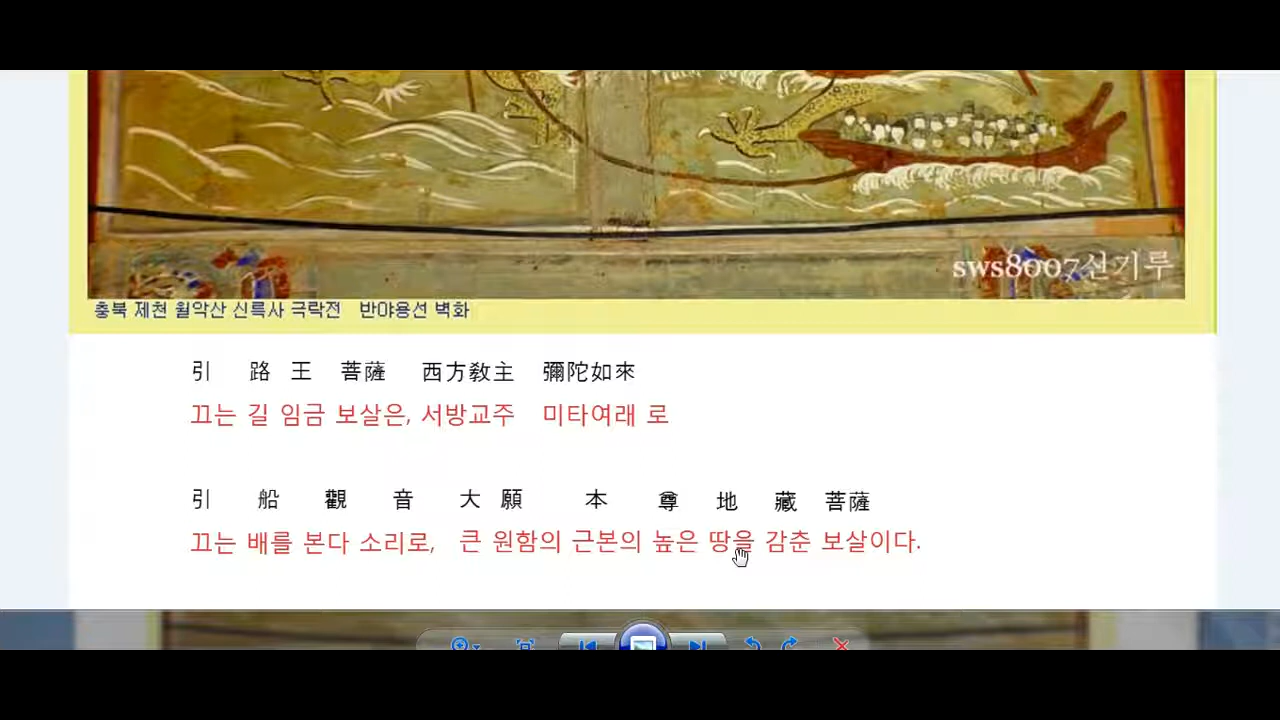 sws8007신기루
충북 제천 월악산 신륵사 극락전 반야용선 벽화
引 路 王 菩薩 西方敎主 彌陀如來
끄는 길 임금 보살은, 서방교주 미타여래 로
引 船 觀 音 大 願 本 尊 地 藏 菩薩
끄는 배를 본다 소리로, 큰 원함의 근본의 높은 땅을 감춘 보살이다.